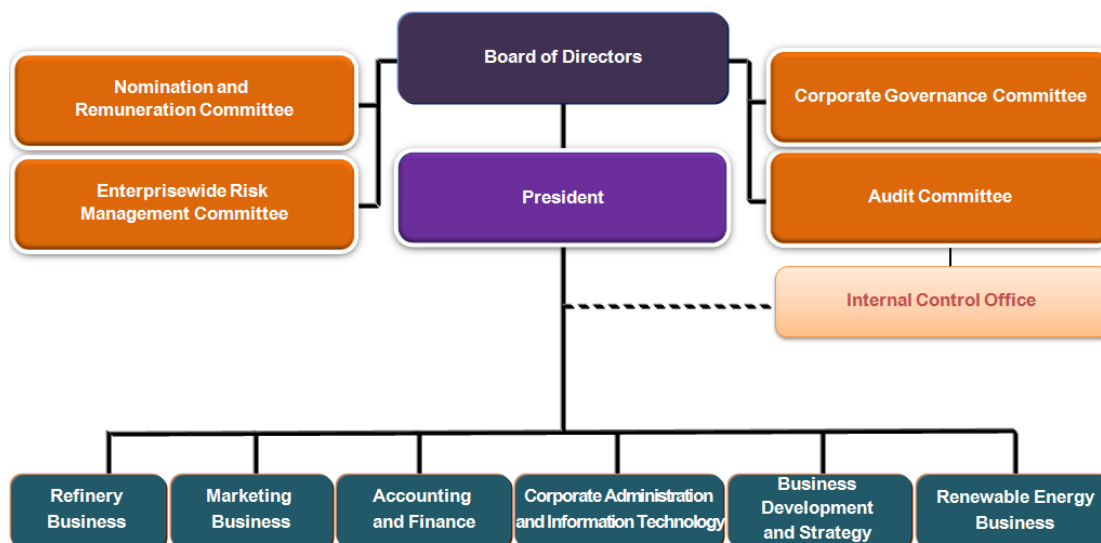 Board of Directors
Nomination and
Remuneration Committee
Corporate Governance Committee
Enterprisewide Risk
Management Committee
President
Audit Committee
Internal Control Office
Refinery
Business
Marketing
Business
Accounting
and Finance
Corporate Administration
and Information Technology
Business
Development
and Strategy
Renewable Energy
Business